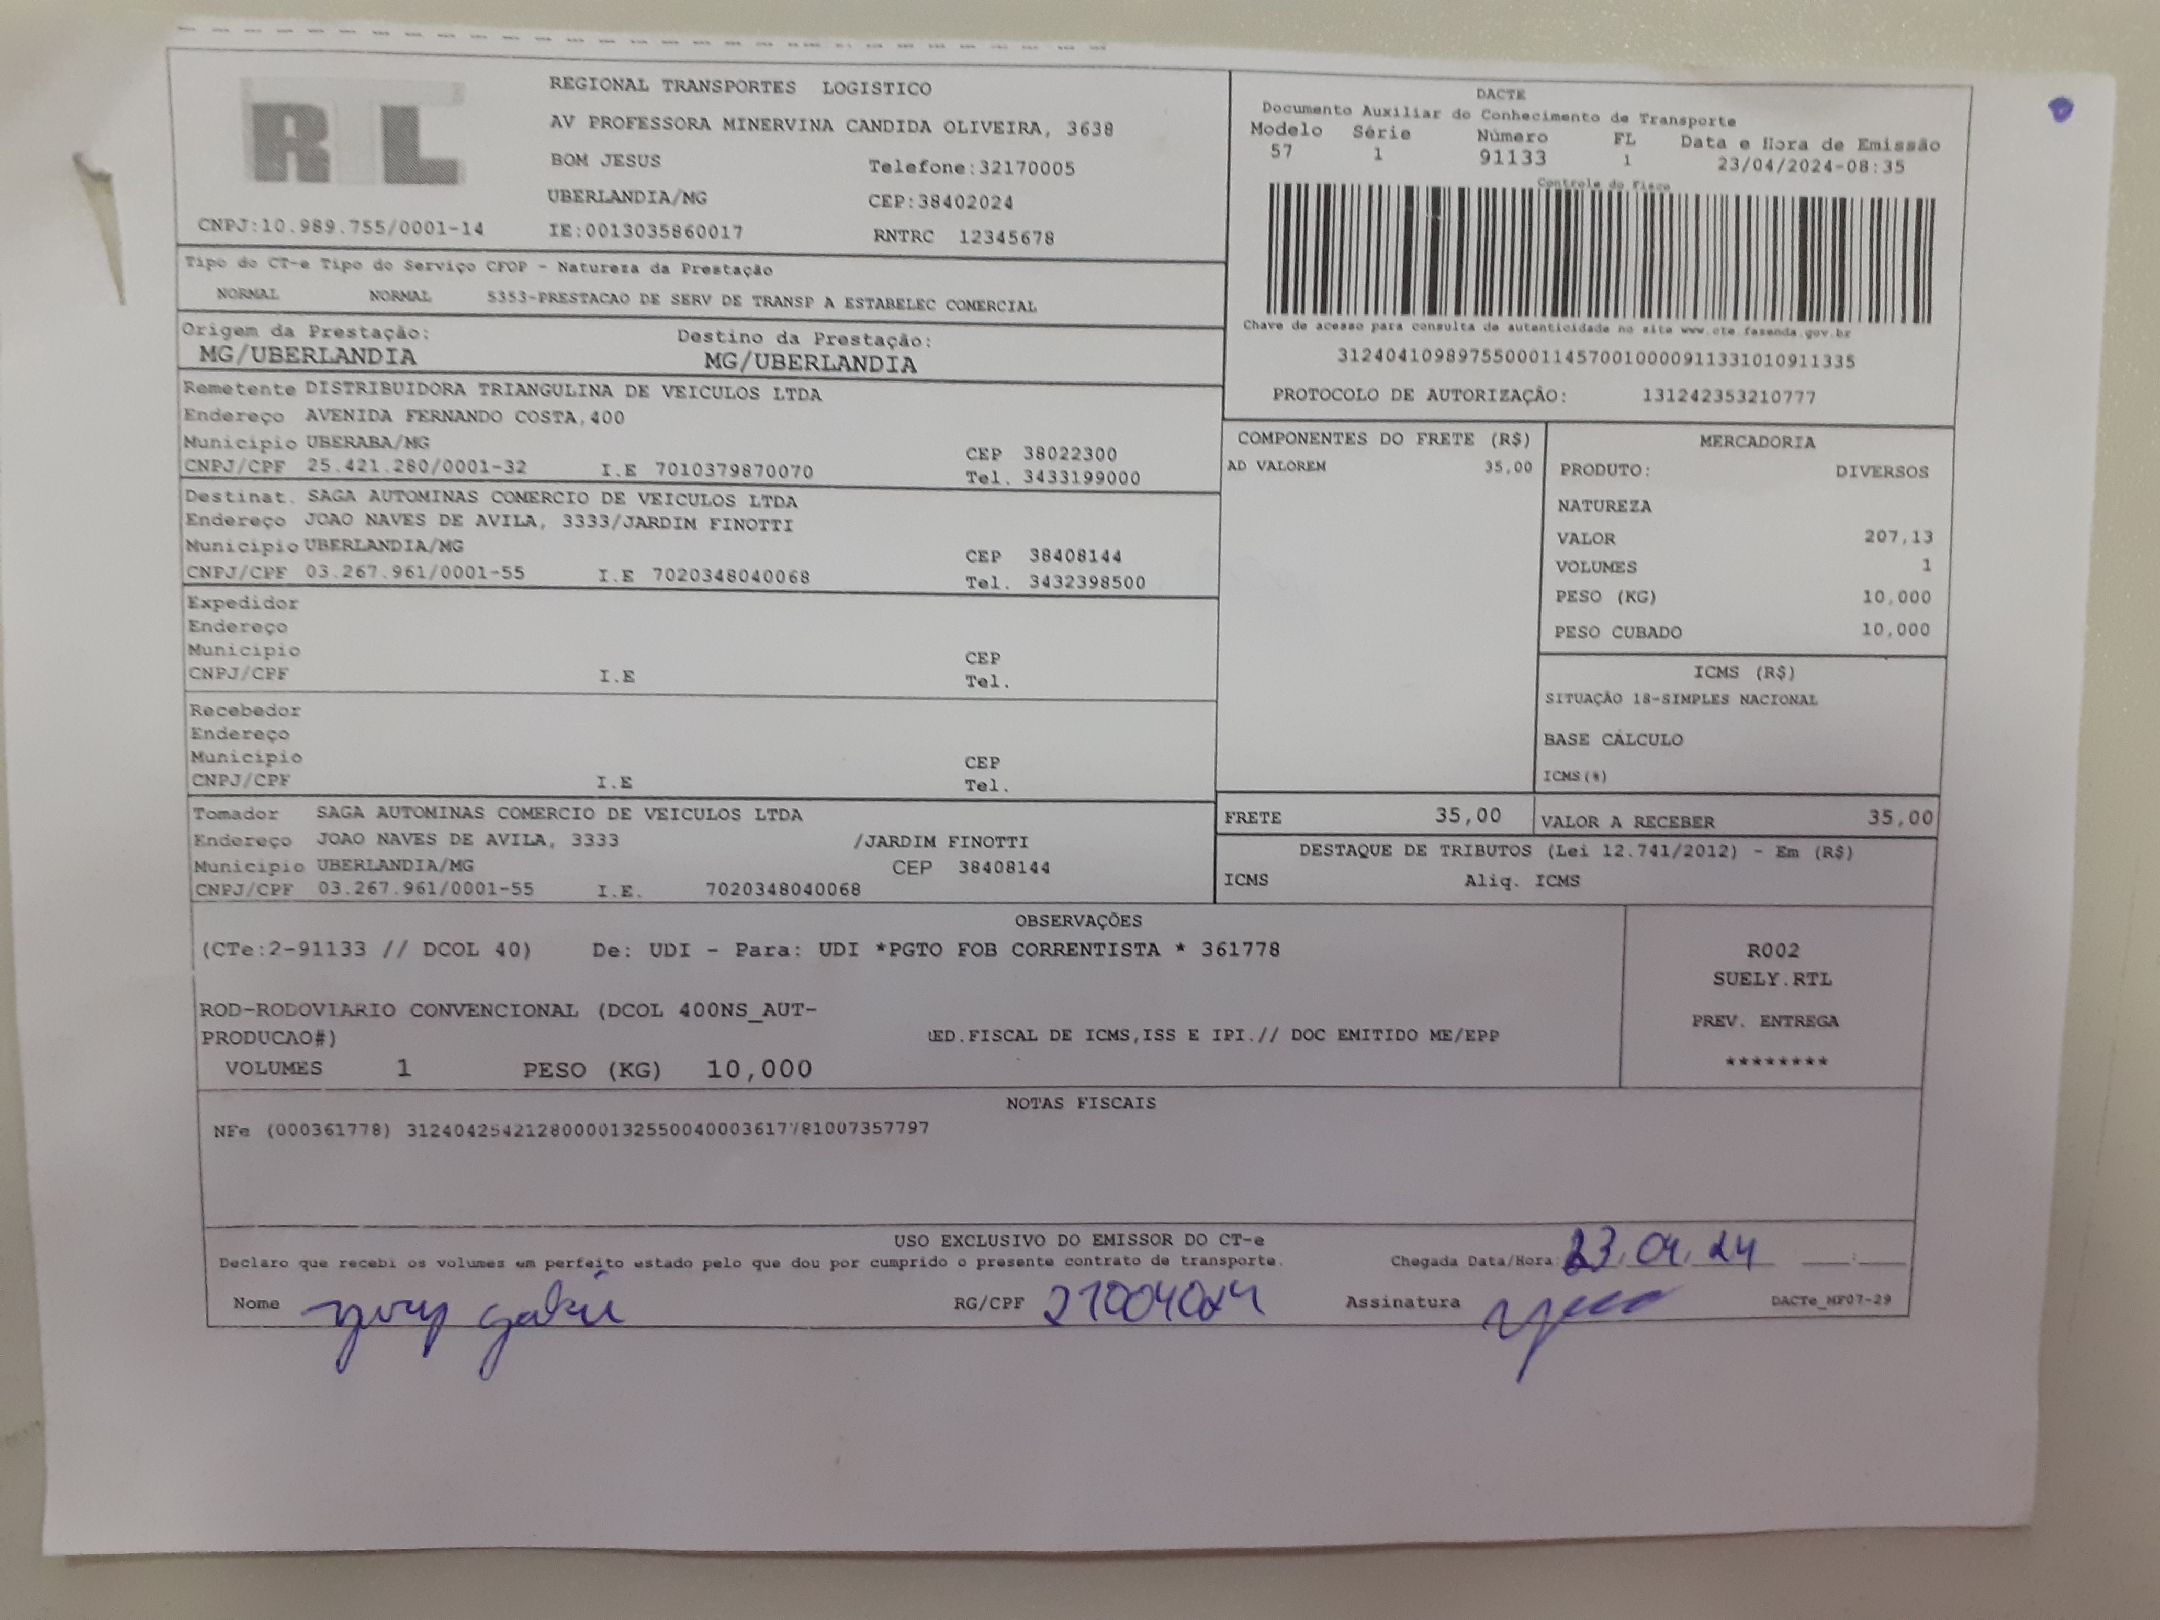 RTL
REGIONAL TRANSPORTES LOGISTICO
AV PROFESSORA MINERVINA CANDIDA OLIVEIRA, 3638
BOM JESUS Telefone:32170005
UBERLANDIA/MG CEP:38402024
CNPJ:10.989.755/0001-14 IE:0013035860017 RNTRC 12345678
DACTE
Documento Auxiliar do Conhecimento de Transporte
Modelo Série Número FL Data e Hora de Emissão
57 1 91133 1 23/04/2024-08:35
Controle do Fisco
Chave de acesso para consulta de autenticidade no site www.cte.fasenda.gov.br
31240410989755000114570010000911331010911335
PROTOCOLO DE AUTORIZAÇÃO: 131242353210777
Tipo do CT-e Tipo do Serviço CFOP - Natureza da Prestação
NORMAL NORMAL 5353-PRESTACAO DE SERV DE TRANSP A ESTABELEC COMERCIAL
Origem da Prestação: Destino da Prestação:
MG/UBERLANDIA MG/UBERLANDIA
Remetente DISTRIBUIDORA TRIANGULINA DE VEICULOS LTDA
Endereço AVENIDA FERNANDO COSTA,400
Municipio UBERABA/MG CEP 38022300
CNPJ/CPF 25.421.280/0001-32 I.E 7010379870070 Tel. 3433199000
Destinat. SAGA AUTOMINAS COMERCIO DE VEICULOS LTDA
Endereço JOAO NAVES DE AVILA, 3333/JARDIM FINOTTI
Municipio UBERLANDIA/MG CEP 38408144
CNPJ/CPF 03.267.961/0001-55 I.E 7020348040068 Tel. 3432398500
Expedidor
Endereço
Municipio CEP
CNPJ/CPF I.E Tel.
Recebedor
Endereço
Municipio CEP
CNPJ/CPF I.E Tel.
Tomador SAGA AUTOMINAS COMERCIO DE VEICULOS LTDA
Endereço JOAO NAVES DE AVILA, 3333 /JARDIM FINOTTI
Municipio UBERLANDIA/MG CEP 38408144
CNPJ/CPF 03.267.961/0001-55 I.E. 7020348040068
COMPONENTES DO FRETE (R$)
AD VALOREM 35,00
MERCADORIA
PRODUTO: DIVERSOS
NATUREZA
VALOR 207,13
VOLUMES 1
PESO (KG) 10,000
PESO CUBADO 10,000
ICMS (R$)
SITUAÇÃO 18-SIMPLES NACIONAL
BASE CÁLCULO
ICMS(%)
FRETE 35,00 VALOR A RECEBER 35,00
DESTAQUE DE TRIBUTOS (Lei 12.741/2012) - Em (R$)
ICMS Aliq. ICMS
OBSERVAÇÕES
(CTe:2-91133 // DCOL 40) De: UDI - Para: UDI *PGTO FOB CORRENTISTA * 361778
ROD-RODOVIARIO CONVENCIONAL (DCOL 400NS_AUT-
PRODUCAO#) ED.FISCAL DE ICMS,ISS E IPI.// DOC EMITIDO ME/EPP
VOLUMES 1 PESO (KG) 10,000
R002
SUELY.RTL
PREV. ENTREGA
********
NOTAS FISCAIS
NFe (000361778) 31240425421280000132550040003617781007357797
USO EXCLUSIVO DO EMISSOR DO CT-e
Declaro que recebi os volumes em perfeito estado pelo que dou por cumprido o presente contrato de transporte. Chegada Data/Hora: 23.04.24 ___:___
Nome RG/CPF 21004024 Assinatura DACTe_MF07-29